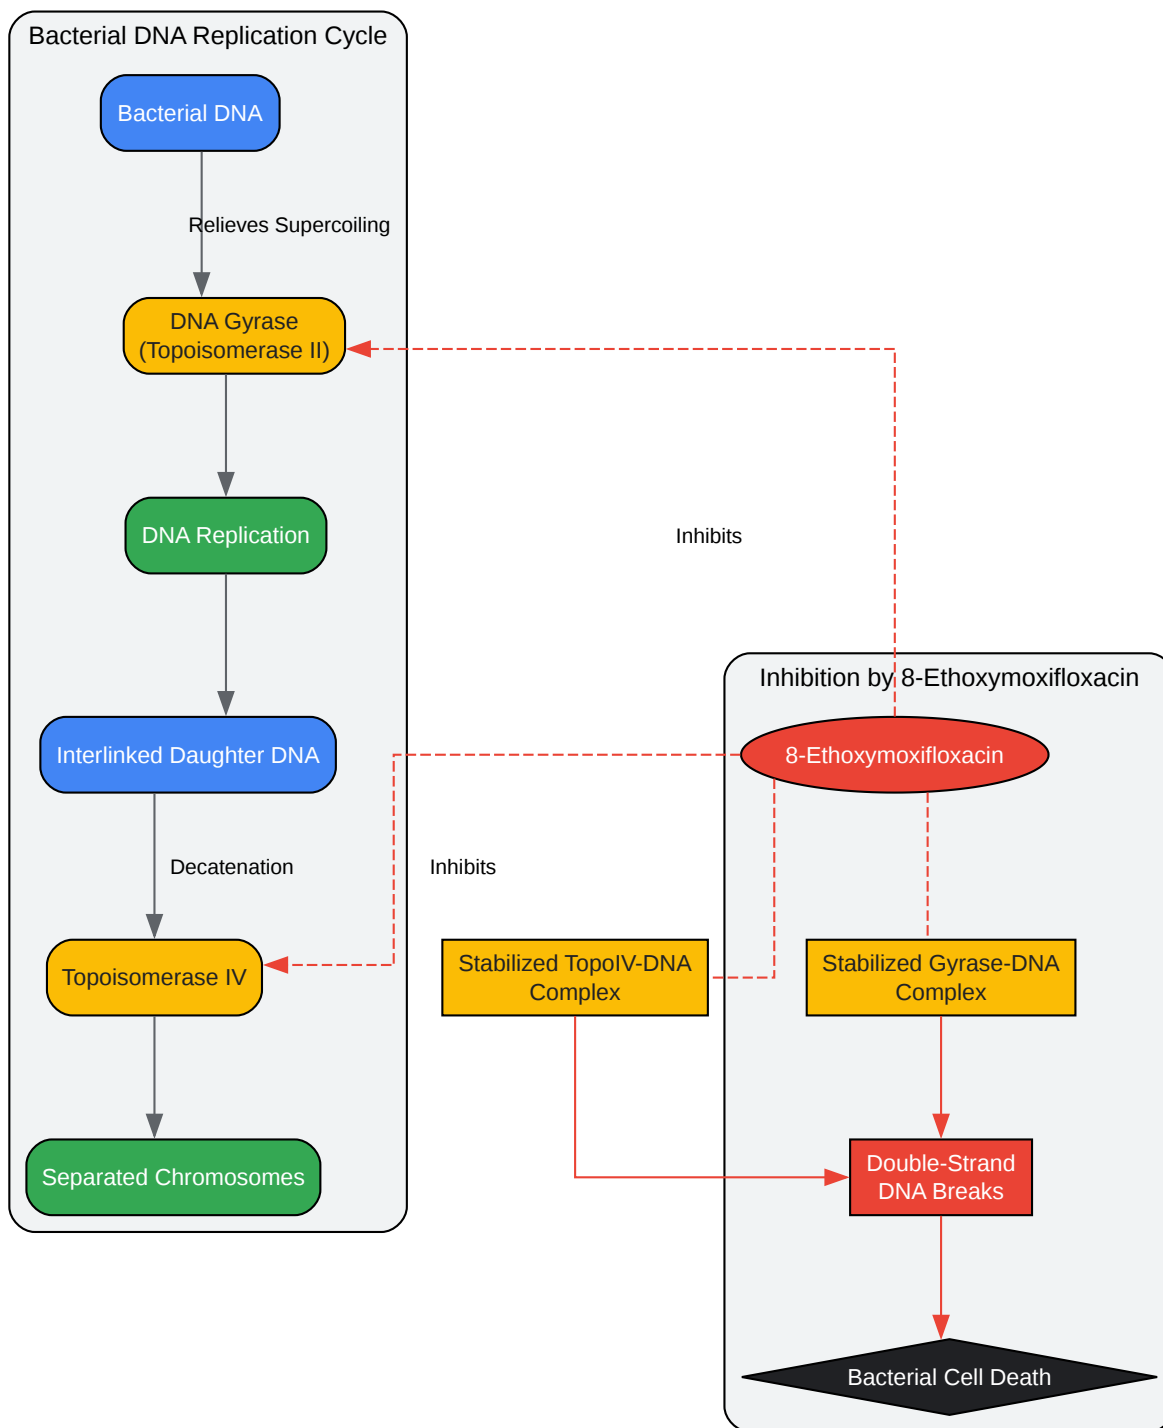 Bacterial DNA Replication Cycle
Bacterial DNA
Relieves Supercoiling
DNA Gyrase
(Topoisomerase II)
DNA Replication
Inhibits
Inhibition by 8-Ethoxymoxifloxacin
Interlinked Daughter DNA
8-Ethoxymoxifloxacin
Decatenation
Inhibits
Topoisomerase IV
Stabilized TopoIV-DNA
Complex
Stabilized Gyrase-DNA
Complex
Separated Chromosomes
Double-Strand
DNA Breaks
Bacterial Cell Death